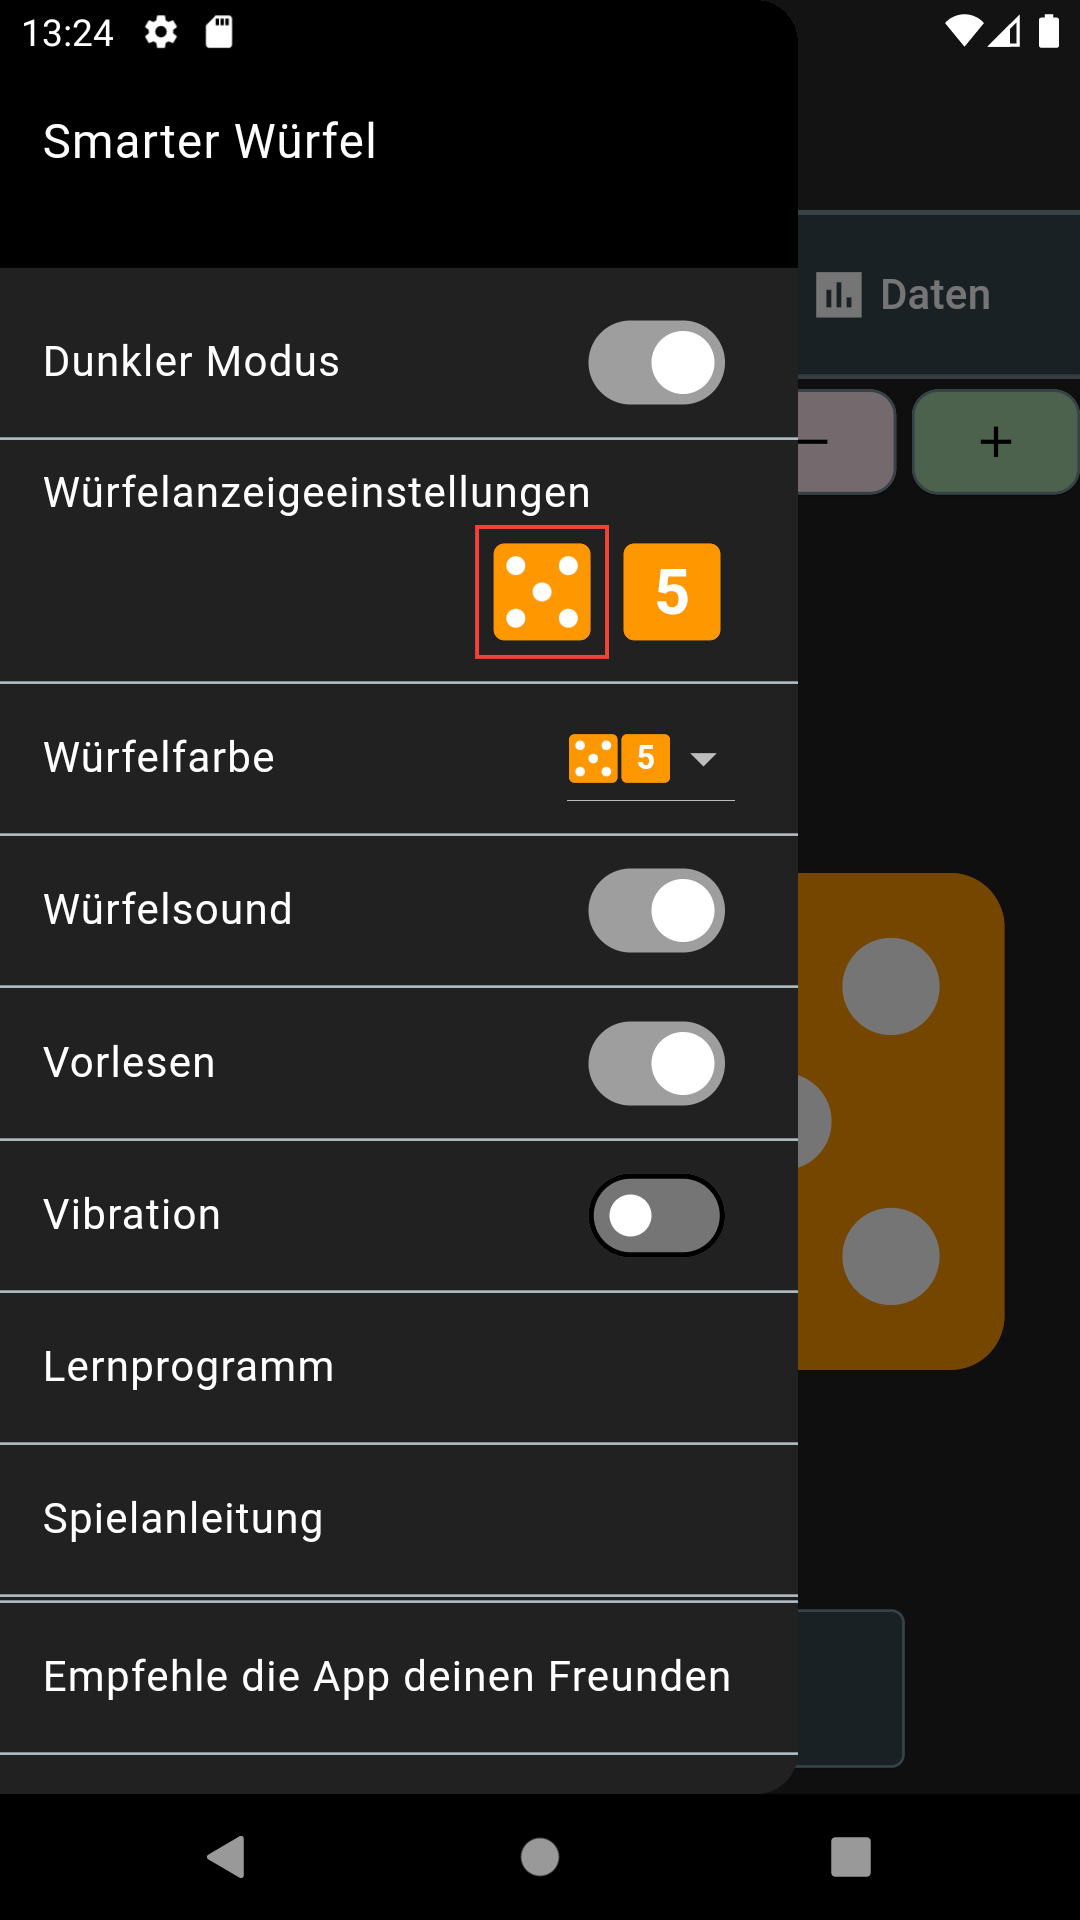 13:24
Smarter Würfel
Daten
Dunkler Modus
− +
Würfelanzeigeeinstellungen
5
Würfelfarbe 5
Würfelsound
Vorlesen
Vibration
Lernprogramm
Spielanleitung
Empfehle die App deinen Freunden